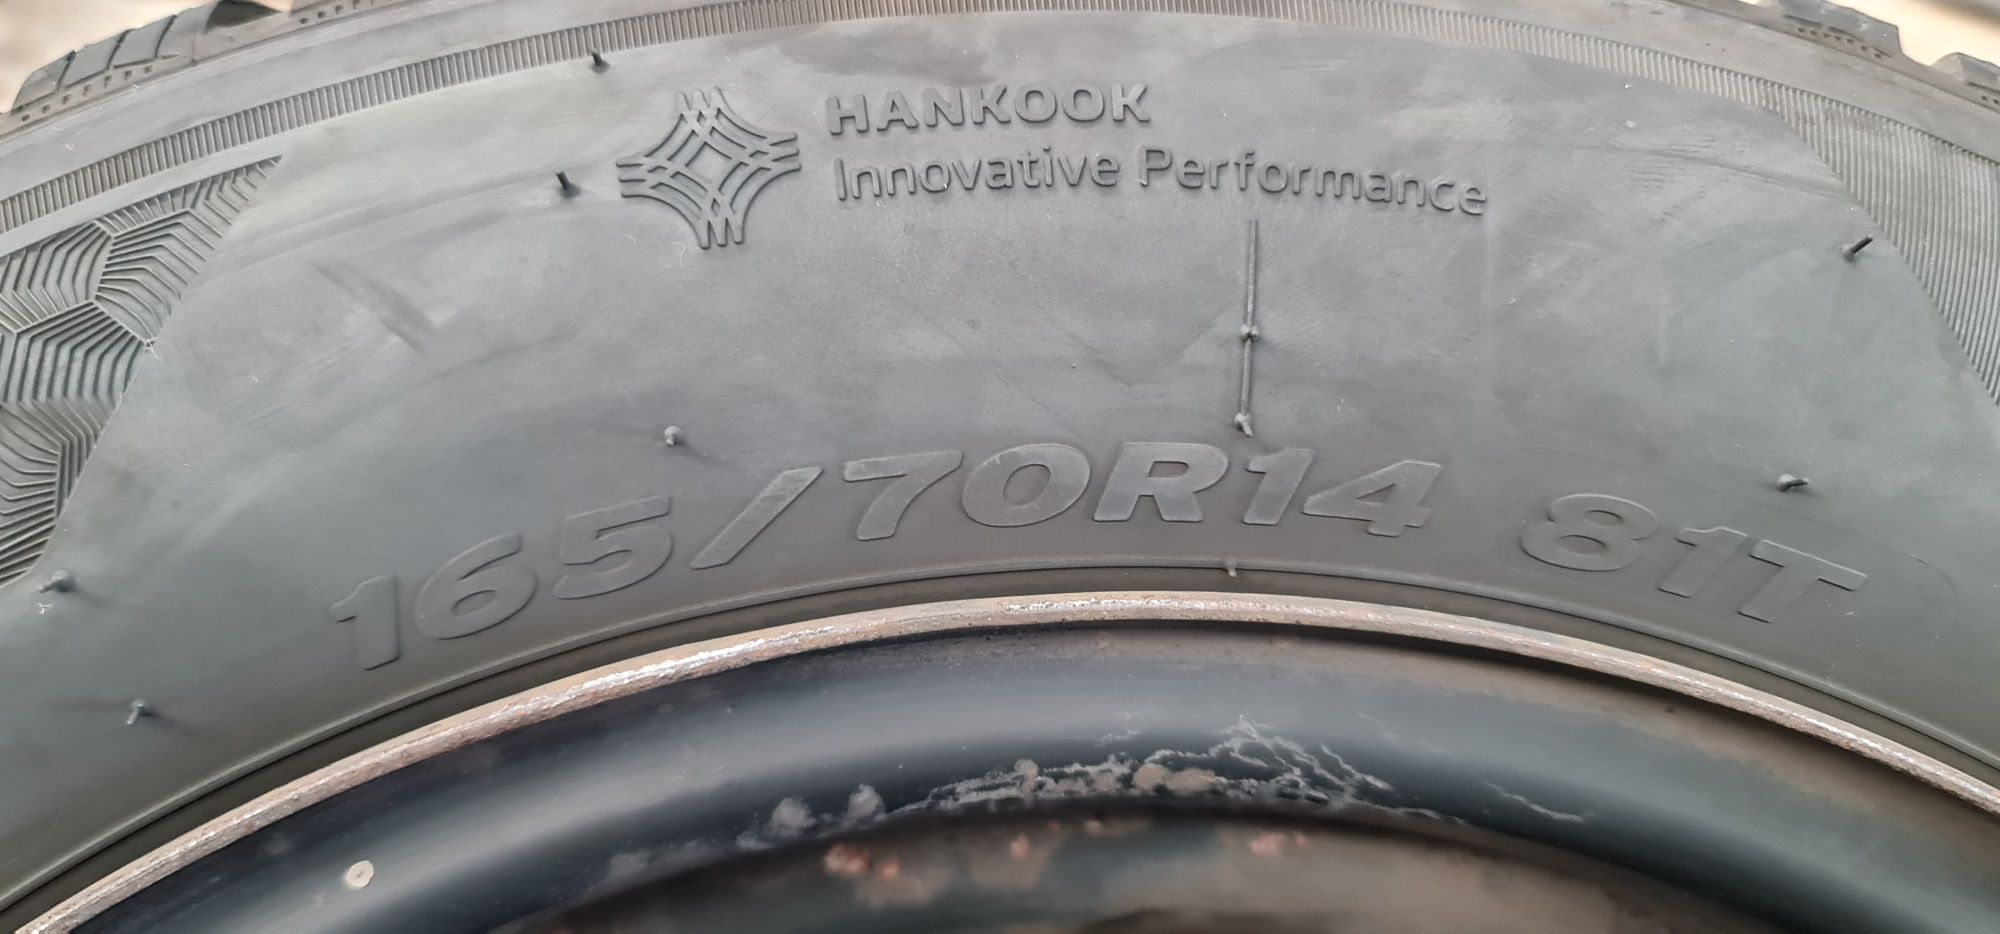 HANKOOK
Innovative Performance
165/70R14 81T